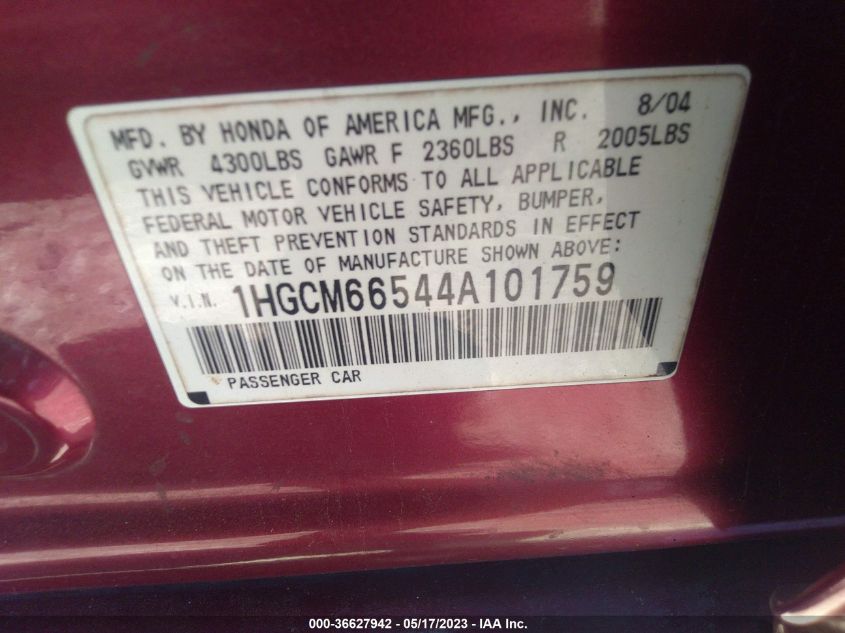 MFD. BY HONDA OF AMERICA MFG., INC. 8/04
GVWR 4300LBS GAWR F 2360LBS R 2005LBS
THIS VEHICLE CONFORMS TO ALL APPLICABLE
FEDERAL MOTOR VEHICLE SAFETY, BUMPER,
AND THEFT PREVENTION STANDARDS IN EFFECT
ON THE DATE OF MANUFACTURE SHOWN ABOVE:
V.I.N. 1HGCM66544A101759
PASSENGER CAR
000-36627942 - 05/17/2023 - IAA Inc.